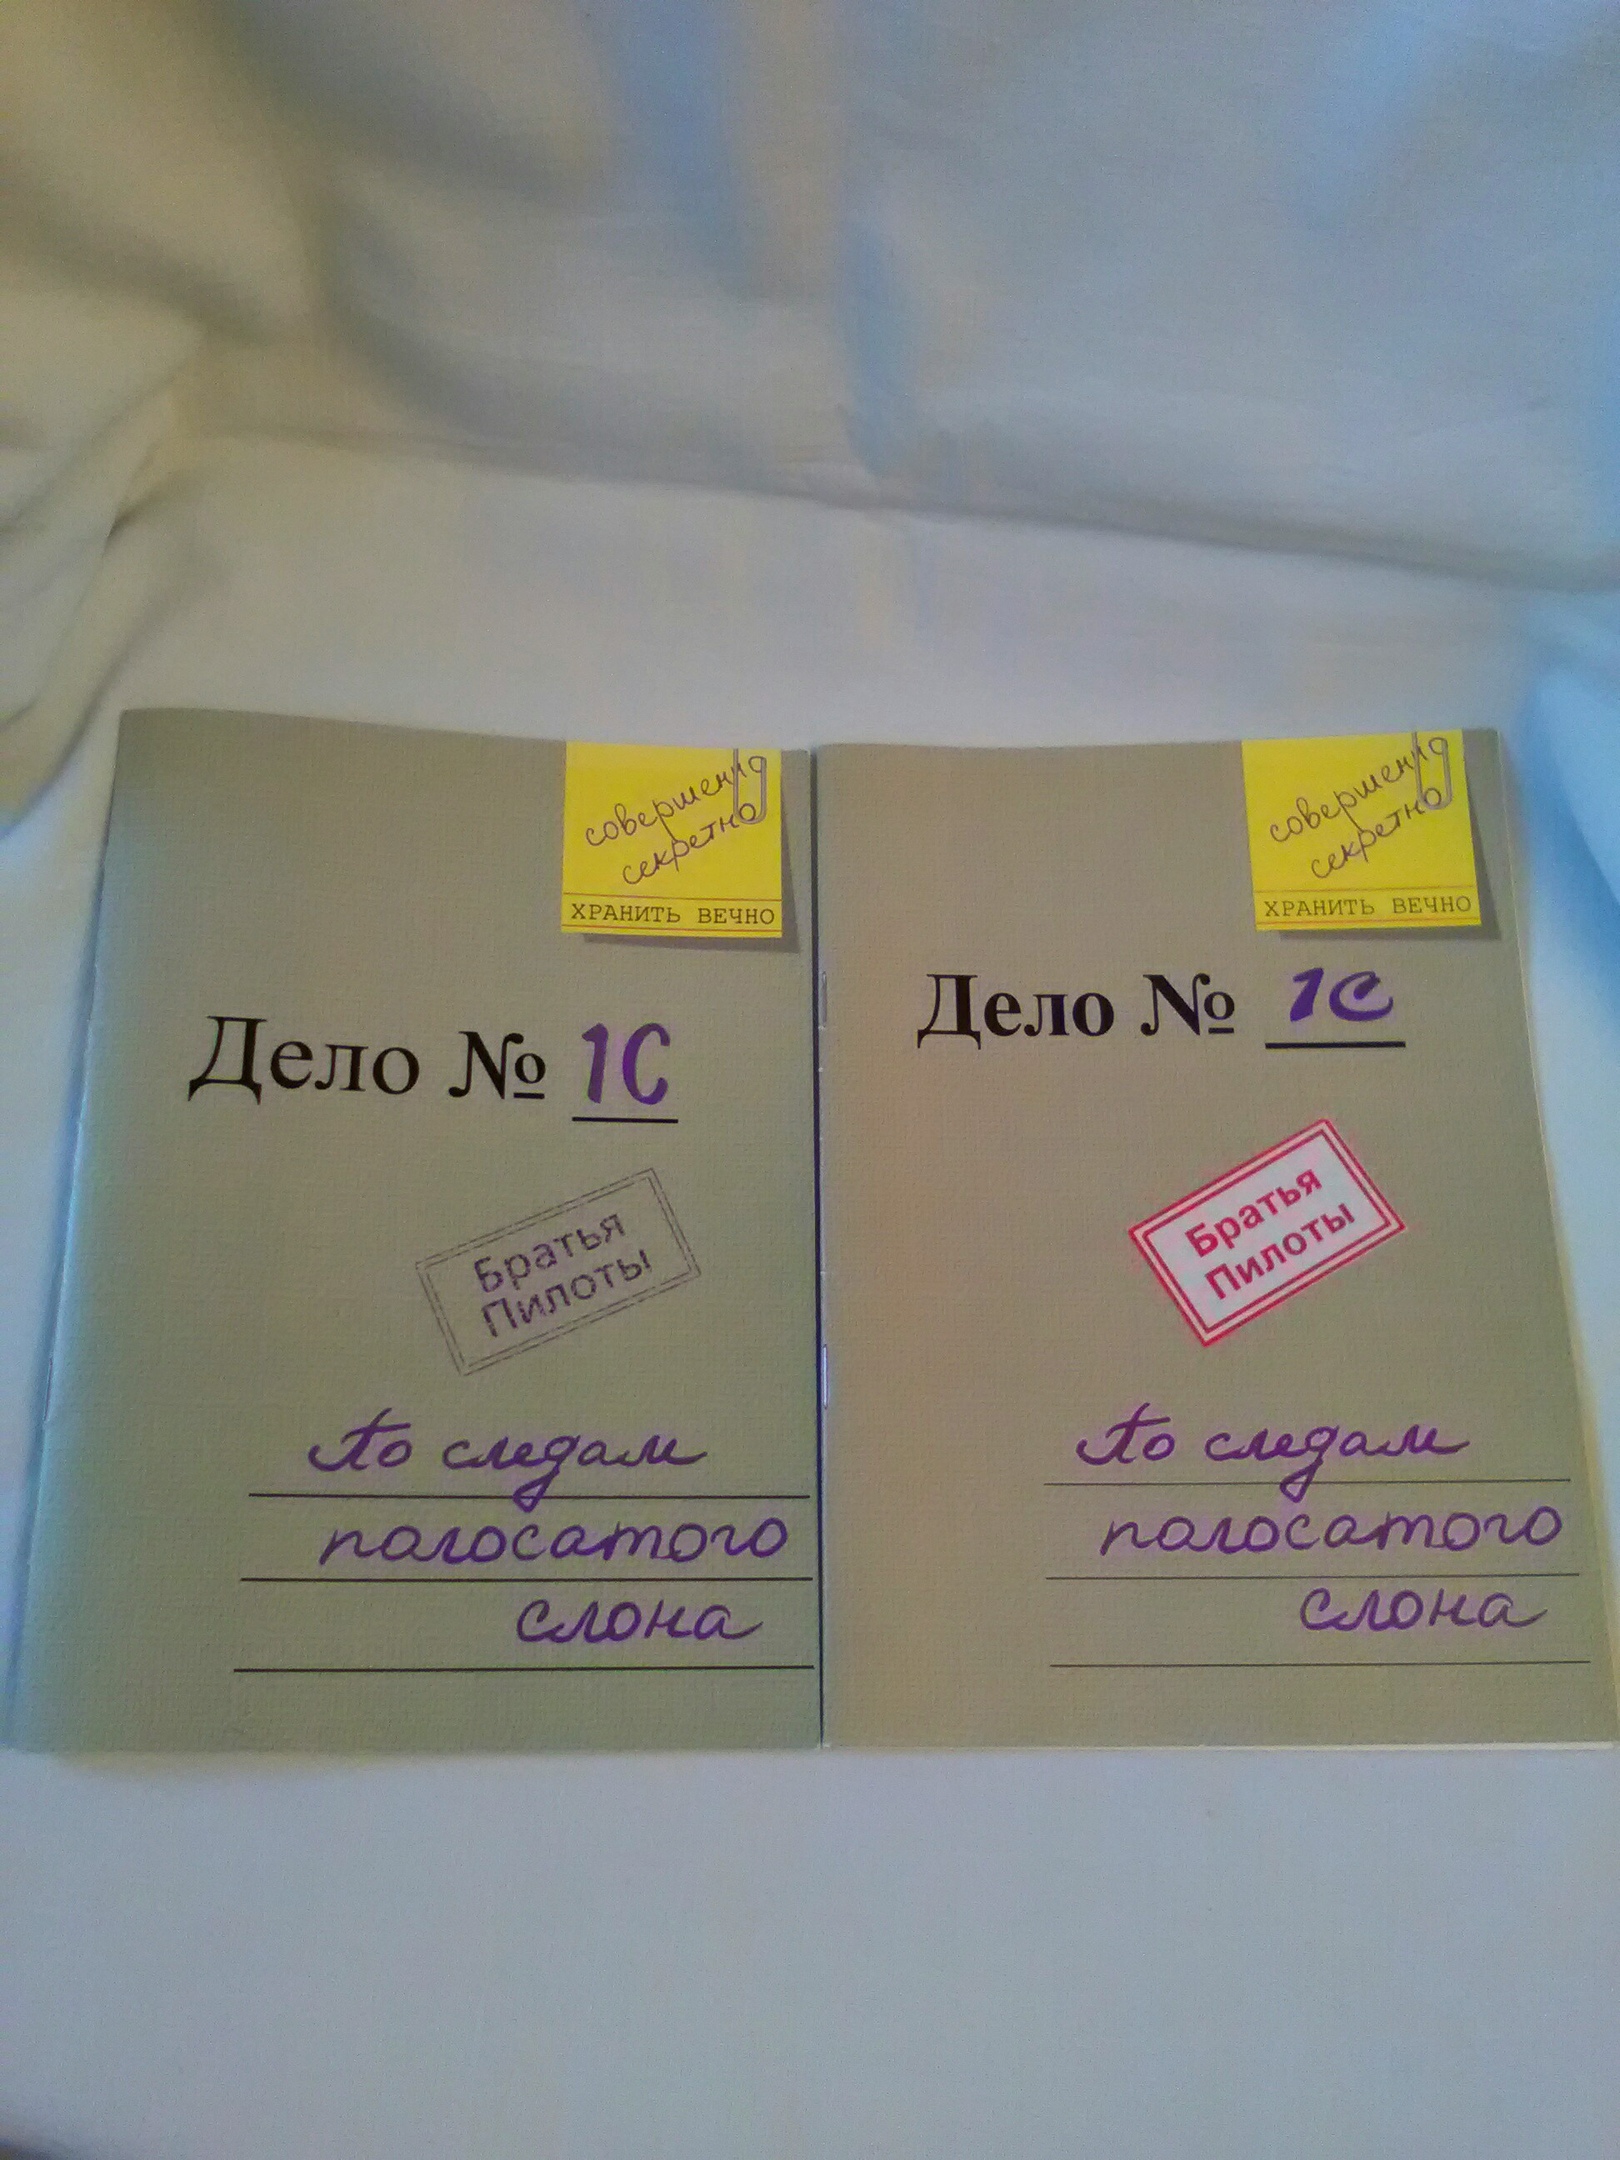 совершенно
секретно
ХРАНИТЬ ВЕЧНО
Дело № 1С
Братья
Пилоты
По следам
полосатого
слона
совершенно
секретно
ХРАНИТЬ ВЕЧНО
Дело № 1С
Братья
Пилоты
По следам
полосатого
слона